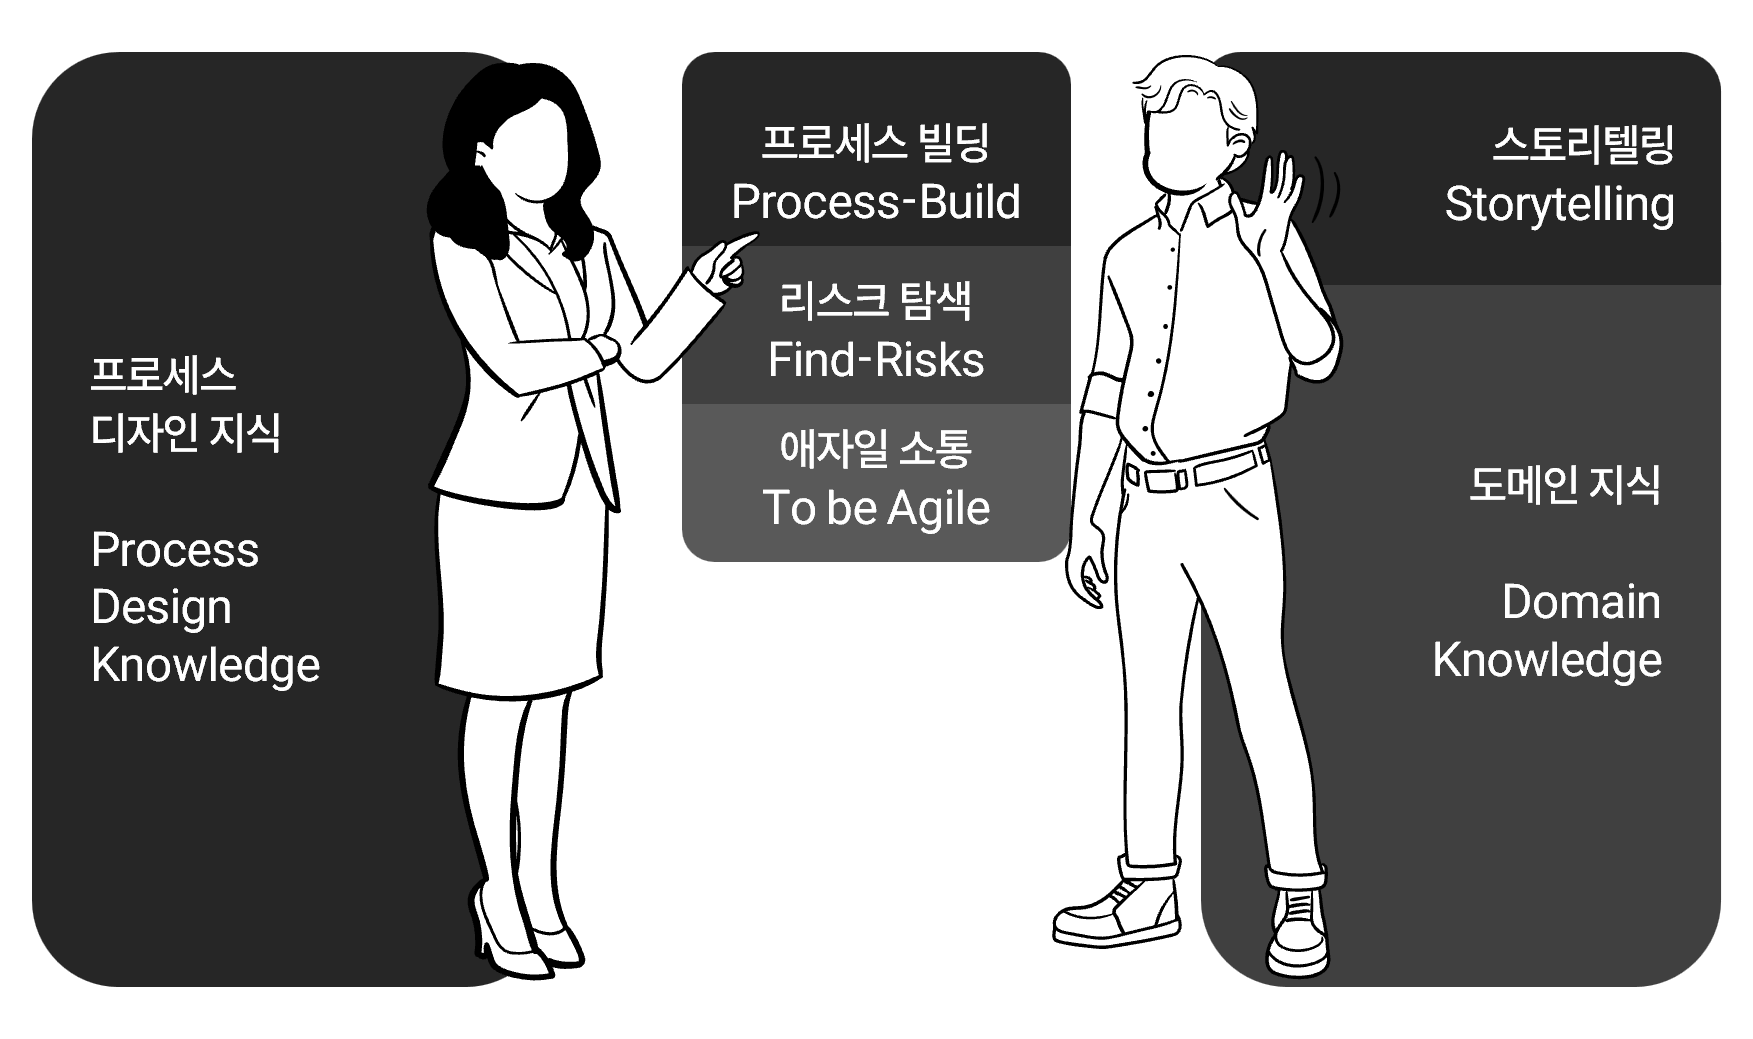 프로세스
디자인 지식
Process
Design
Knowledge
프로세스 빌딩
Process-Build
리스크 탐색
Find-Risks
애자일 소통
To be Agile
스토리텔링
Storytelling
도메인 지식
Domain
Knowledge